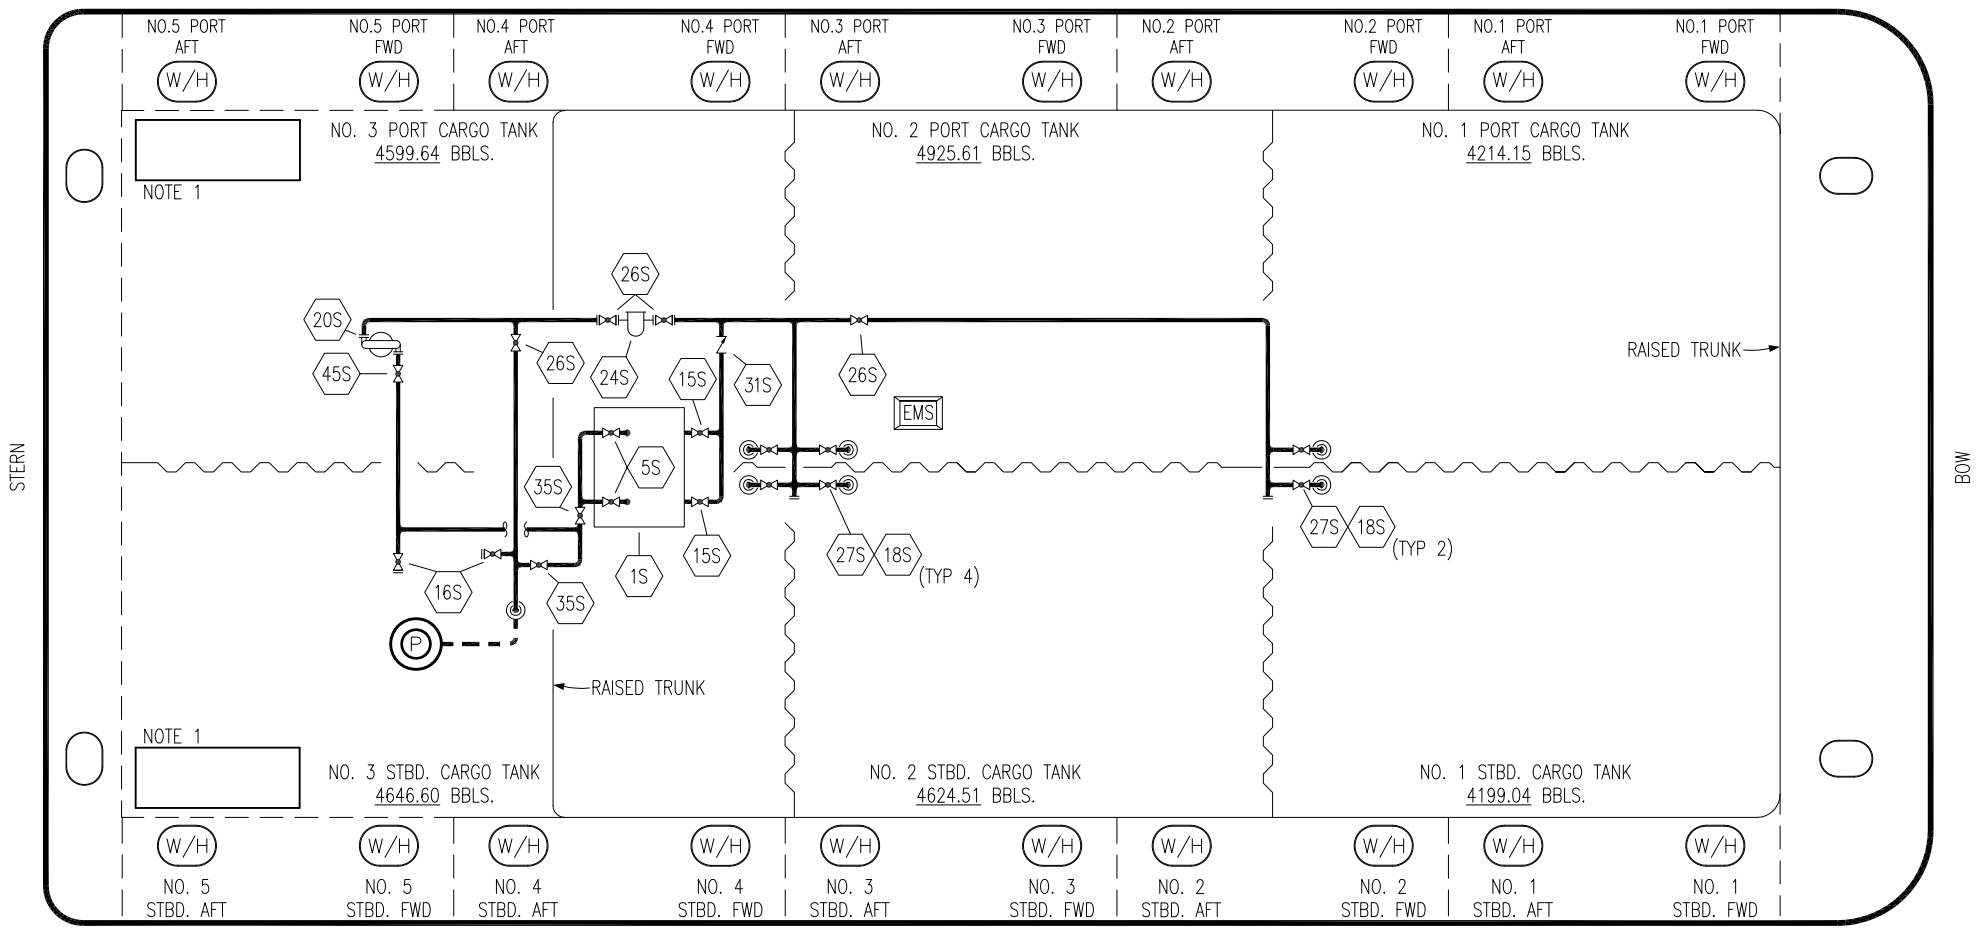 NO.5 PORT
AFT
NO.5 PORT
FWD
NO.4 PORT
AFT
NO.4 PORT
FWD
NO.3 PORT
AFT
NO.3 PORT
FWD
NO.2 PORT
AFT
NO.2 PORT
FWD
NO.1 PORT
AFT
NO.1 PORT
FWD
W/H
W/H
W/H
W/H
W/H
W/H
W/H
W/H
W/H
W/H
NO. 3 PORT CARGO TANK
4599.64 BBLS.
NO. 2 PORT CARGO TANK
4925.61 BBLS.
NO. 1 PORT CARGO TANK
4214.15 BBLS.
NOTE 1
26S
20S
45S
26S
24S
15S
31S
26S
RAISED TRUNK
EMS
STERN
BOW
5S
35S
16S
35S
1S
15S
27S
18S
(TYP 4)
27S
18S
(TYP 2)
P
RAISED TRUNK
NOTE 1
NO. 3 STBD. CARGO TANK
4646.60 BBLS.
NO. 2 STBD. CARGO TANK
4624.51 BBLS.
NO. 1 STBD. CARGO TANK
4199.04 BBLS.
W/H
W/H
W/H
W/H
W/H
W/H
W/H
W/H
W/H
W/H
NO. 5
STBD. AFT
NO. 5
STBD. FWD
NO. 4
STBD. AFT
NO. 4
STBD. FWD
NO. 3
STBD. AFT
NO. 3
STBD. FWD
NO. 2
STBD. AFT
NO. 2
STBD. FWD
NO. 1
STBD. AFT
NO. 1
STBD. FWD